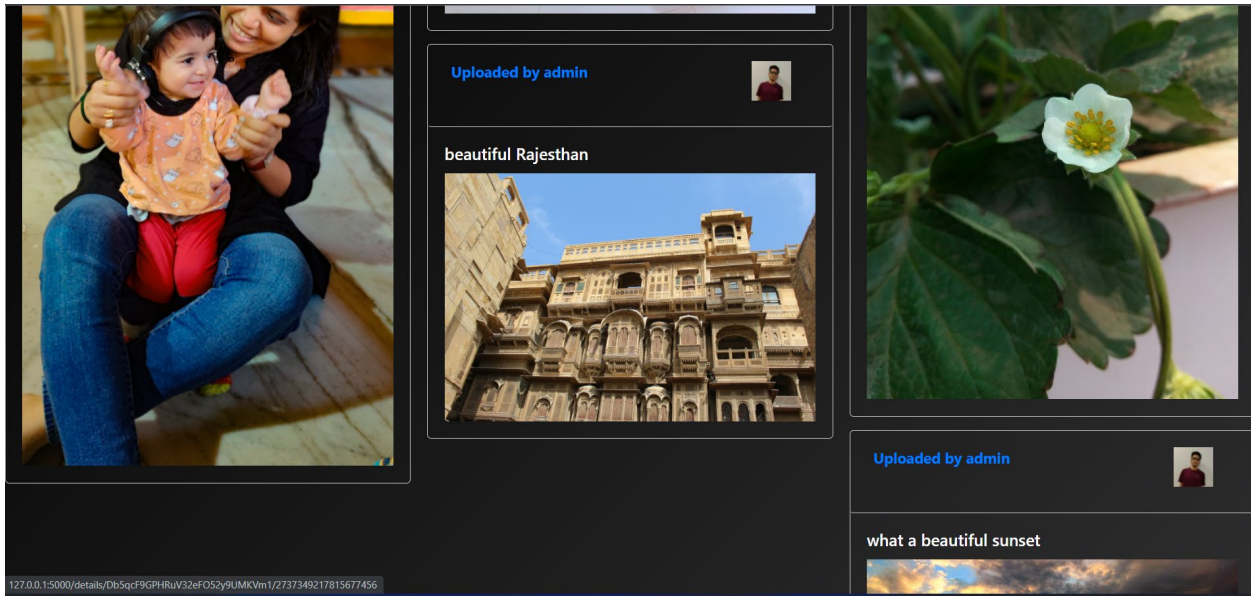 Uploaded by admin
beautiful Rajesthan
Uploaded by admin
what a beautiful sunset
127.0.0.1:5000/details/Db5qcF9GPHRuV32eFO52y9UMKVm1/2737349217815677456